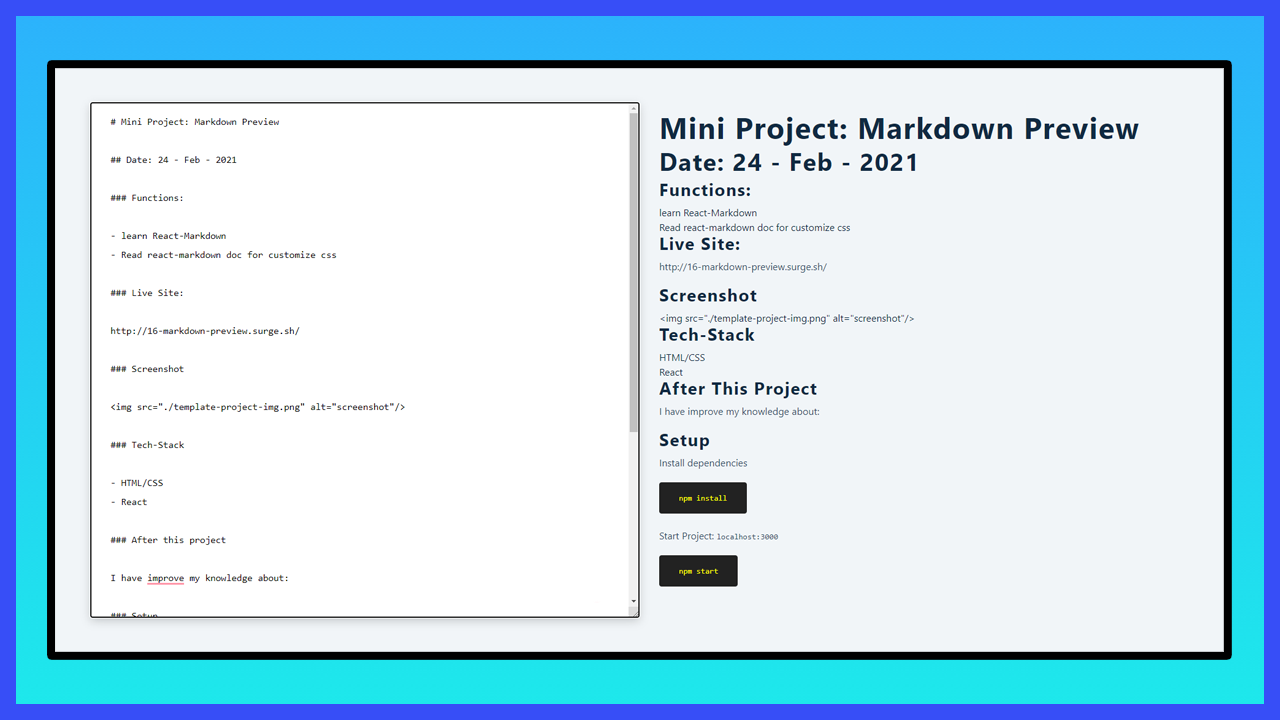 # Mini Project: Markdown Preview
## Date: 24 - Feb - 2021
### Functions:
- learn React-Markdown
- Read react-markdown doc for customize css
### Live Site:
http://16-markdown-preview.surge.sh/
### Screenshot
<img src="./template-project-img.png" alt="screenshot"/>
### Tech-Stack
- HTML/CSS
- React
### After this project
I have improve my knowledge about:
### Setup
Mini Project: Markdown Preview
Date: 24 - Feb - 2021
Functions:
learn React-Markdown
Read react-markdown doc for customize css
Live Site:
http://16-markdown-preview.surge.sh/
Screenshot
<img src="./template-project-img.png" alt="screenshot"/>
Tech-Stack
HTML/CSS
React
After This Project
I have improve my knowledge about:
Setup
Install dependencies
npm install
Start Project: localhost:3000
npm start